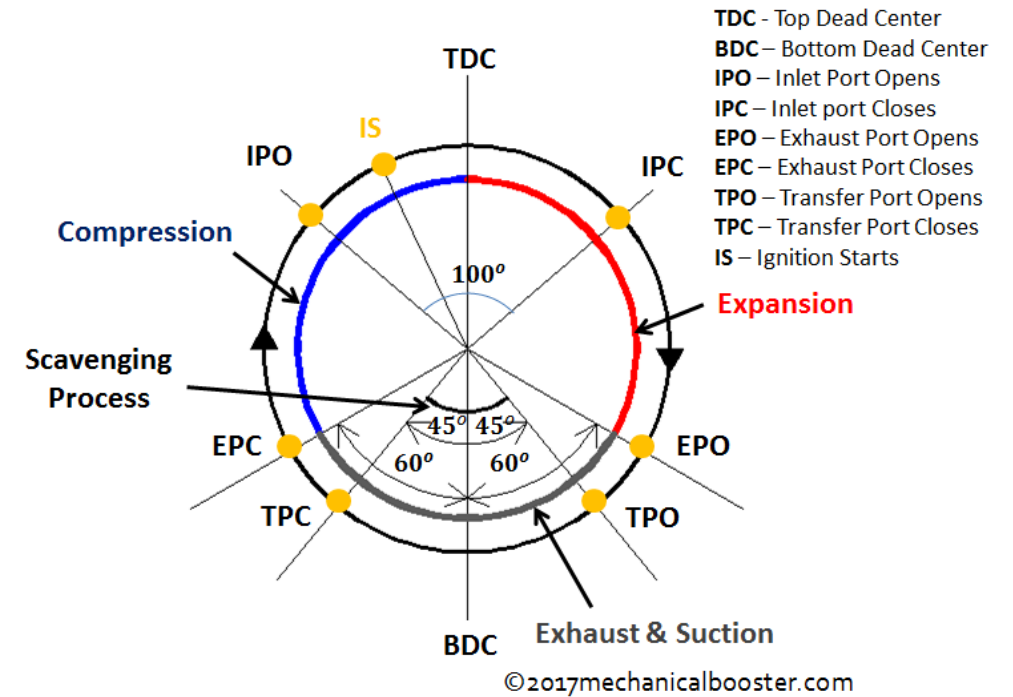 TDC - Top Dead Center
BDC – Bottom Dead Center
IPO – Inlet Port Opens
IPC – Inlet port Closes
EPO – Exhaust Port Opens
EPC – Exhaust Port Closes
TPO – Transfer Port Opens
TPC – Transfer Port Closes
IS – Ignition Starts
TDC
IS
IPO
IPC
Compression
100°
Expansion
Scavenging
Process
45° 45°
EPC
EPO
60° 60°
TPC
TPO
Exhaust & Suction
BDC
©2017mechanicalbooster.com